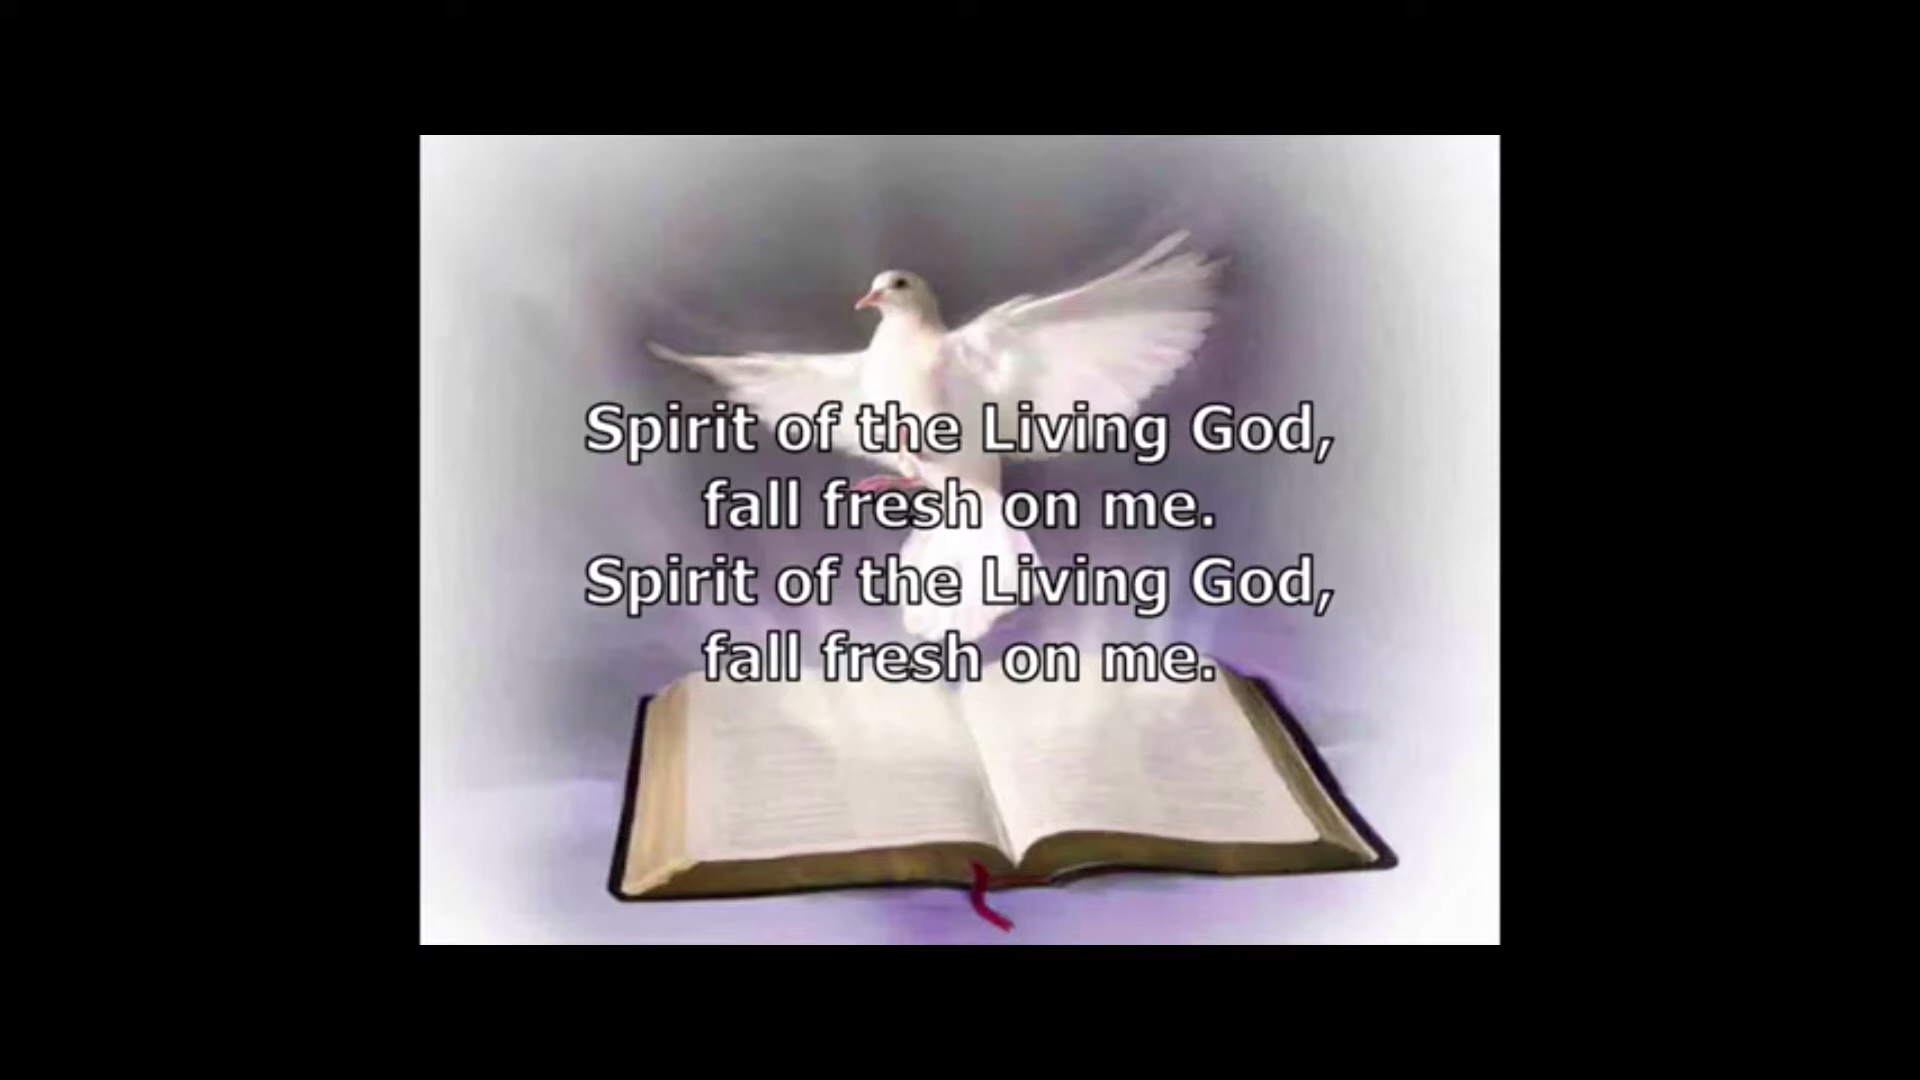 Spirit of the Living God,
fall fresh on me.
Spirit of the Living God,
fall fresh on me.